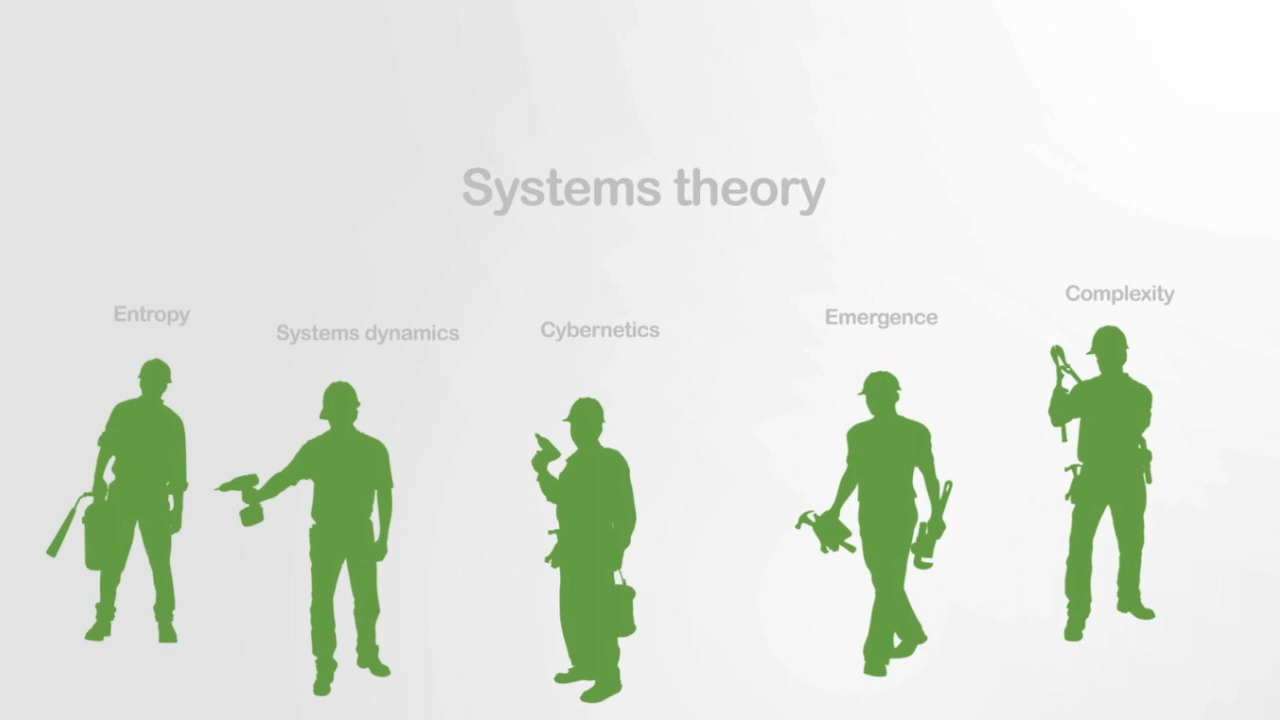 Systems theory
Entropy
Systems dynamics
Cybernetics
Emergence
Complexity